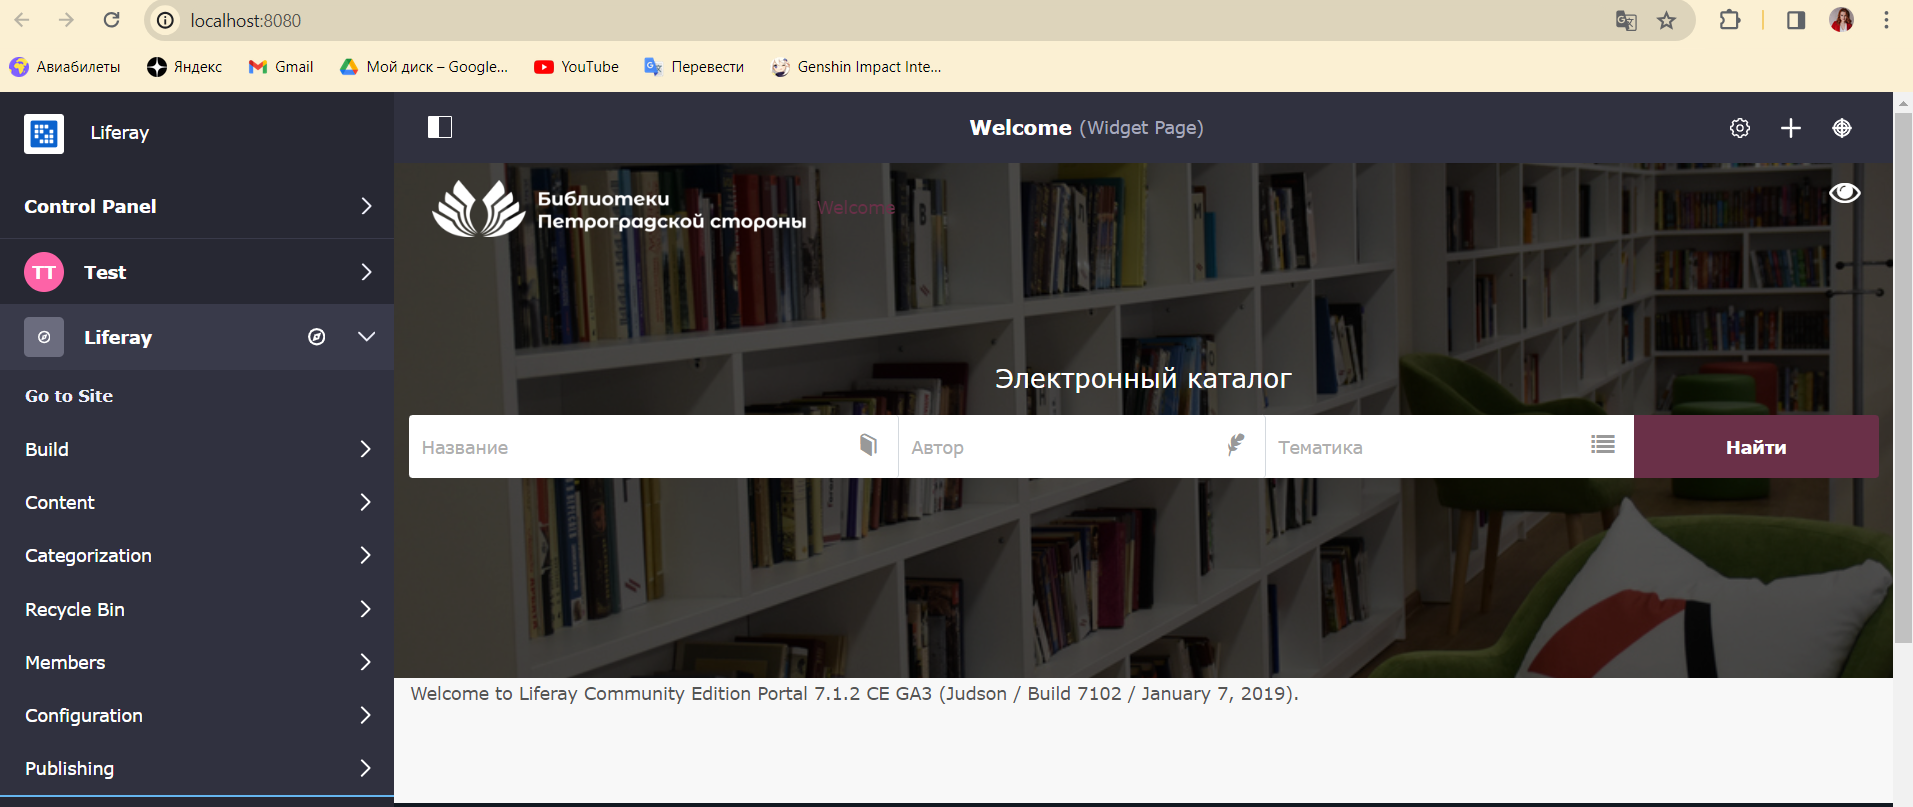 localhost:8080
Авиабилеты Яндекс Gmail Мой диск – Google... YouTube Перевести Genshin Impact Inte...
Liferay
Welcome (Widget Page)
Control Panel
Библиотеки
Петроградской стороны
Welcome
TT Test
Liferay
Электронный каталог
Go to Site
Название Автор Тематика Найти
Build
Content
Categorization
Recycle Bin
Members
Welcome to Liferay Community Edition Portal 7.1.2 CE GA3 (Judson / Build 7102 / January 7, 2019).
Configuration
Publishing